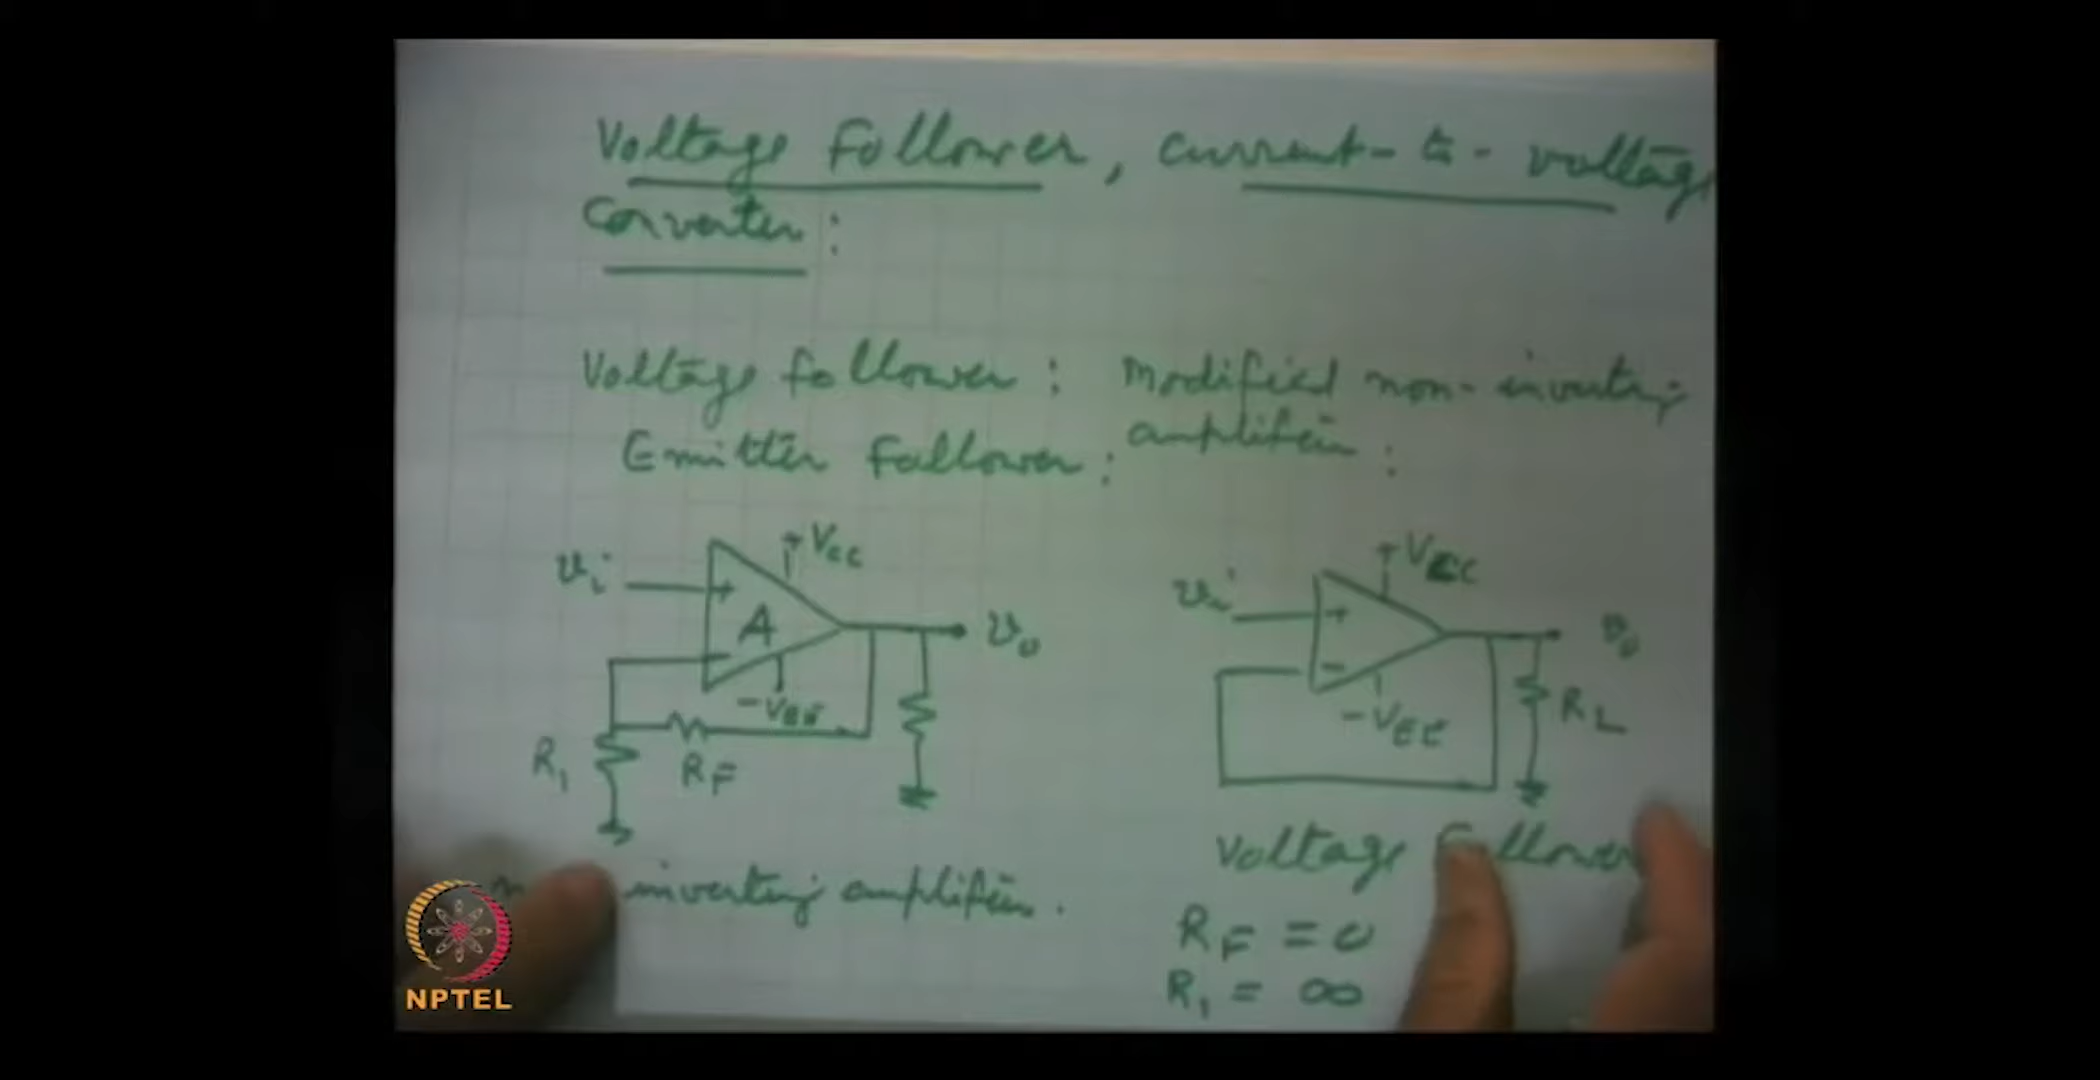 Voltage Follower, current-to-voltage
Converter:
Voltage follower: Modified non-inverting
amplifier:
Emitter Follower:
vi
+
A
-
+Vcc
-VEE
vo
R1
RF
inverting amplifier.
vi
+
-
+VCC
-VEE
vo
RL
Voltage Follower
RF = 0
R1 = ∞
NPTEL